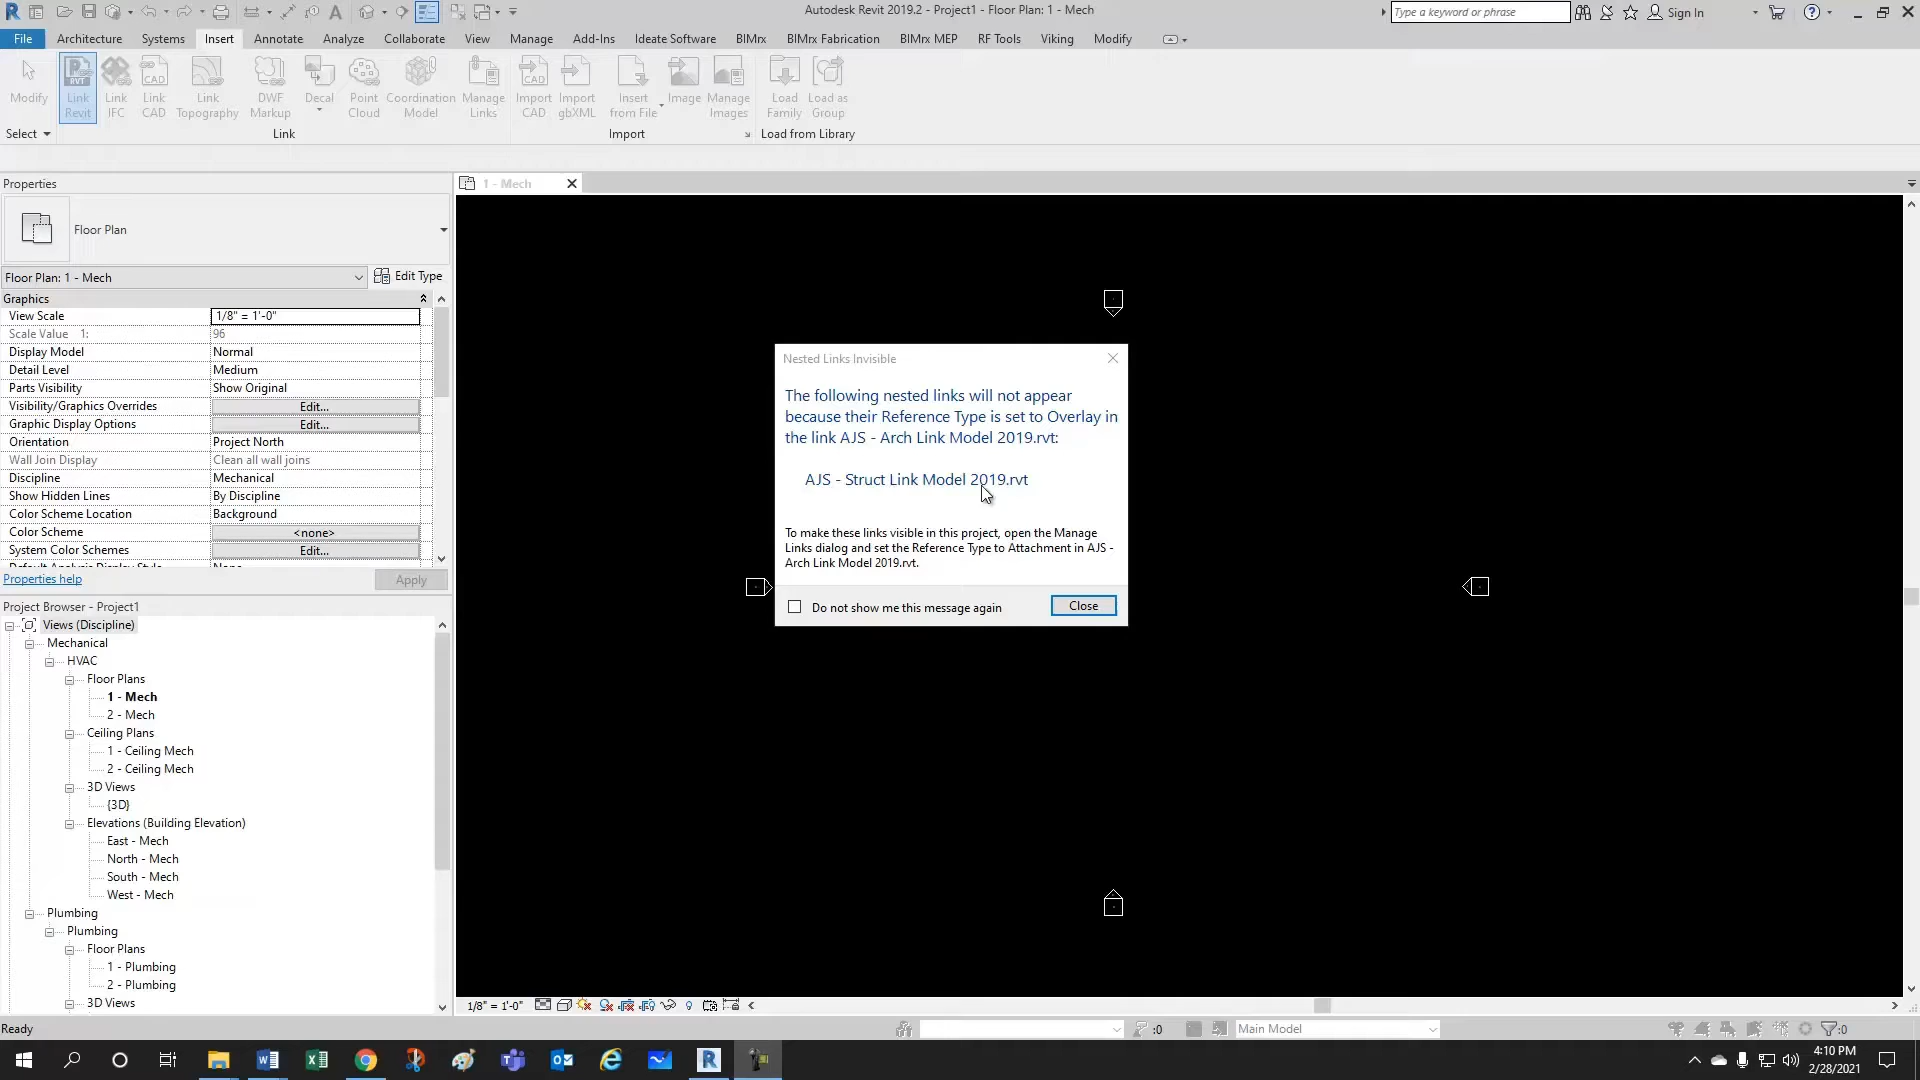 Autodesk Revit 2019.2 - Project1 - Floor Plan: 1 - Mech
Type a keyword or phrase
Sign In
File
Architecture
Systems
Insert
Annotate
Analyze
Collaborate
View
Manage
Add-Ins
Ideate Software
BIMrx
BIMrx Fabrication
BIMrx MEP
RF Tools
Viking
Modify
Modify
Link
Revit
Link
IFC
Link
CAD
Link
Topography
DWF
Markup
Decal
Point
Cloud
Coordination
Model
Manage
Links
Import
CAD
Import
gbXML
Insert
from File
Image
Manage
Images
Load
Family
Load as
Group
Select
Link
Import
Load from Library
Properties
1 - Mech
Floor Plan
Floor Plan: 1 - Mech
Edit Type
Graphics
View Scale
1/8" = 1'-0"
Scale Value 1:
96
Display Model
Normal
Detail Level
Medium
Parts Visibility
Show Original
Visibility/Graphics Overrides
Edit...
Graphic Display Options
Edit...
Orientation
Project North
Wall Join Display
Clean all wall joins
Discipline
Mechanical
Show Hidden Lines
By Discipline
Color Scheme Location
Background
Color Scheme
<none>
System Color Schemes
Edit...
Properties help
Apply
Nested Links Invisible
The following nested links will not appear
because their Reference Type is set to Overlay in
the link AJS - Arch Link Model 2019.rvt:
AJS - Struct Link Model 2019.rvt
To make these links visible in this project, open the Manage
Links dialog and set the Reference Type to Attachment in AJS -
Arch Link Model 2019.rvt.
Do not show me this message again
Close
Project Browser - Project1
Views (Discipline)
Mechanical
HVAC
Floor Plans
1 - Mech
2 - Mech
Ceiling Plans
1 - Ceiling Mech
2 - Ceiling Mech
3D Views
{3D}
Elevations (Building Elevation)
East - Mech
North - Mech
South - Mech
West - Mech
Plumbing
Plumbing
Floor Plans
1 - Plumbing
2 - Plumbing
3D Views
1/8" = 1'-0"
Ready
:0
Main Model
:0
4:10 PM
2/28/2021